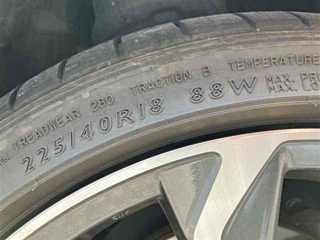 TREADWEAR 280 TRACTION B TEMPERATURE
225/40R18 88W MAX.
MAX.